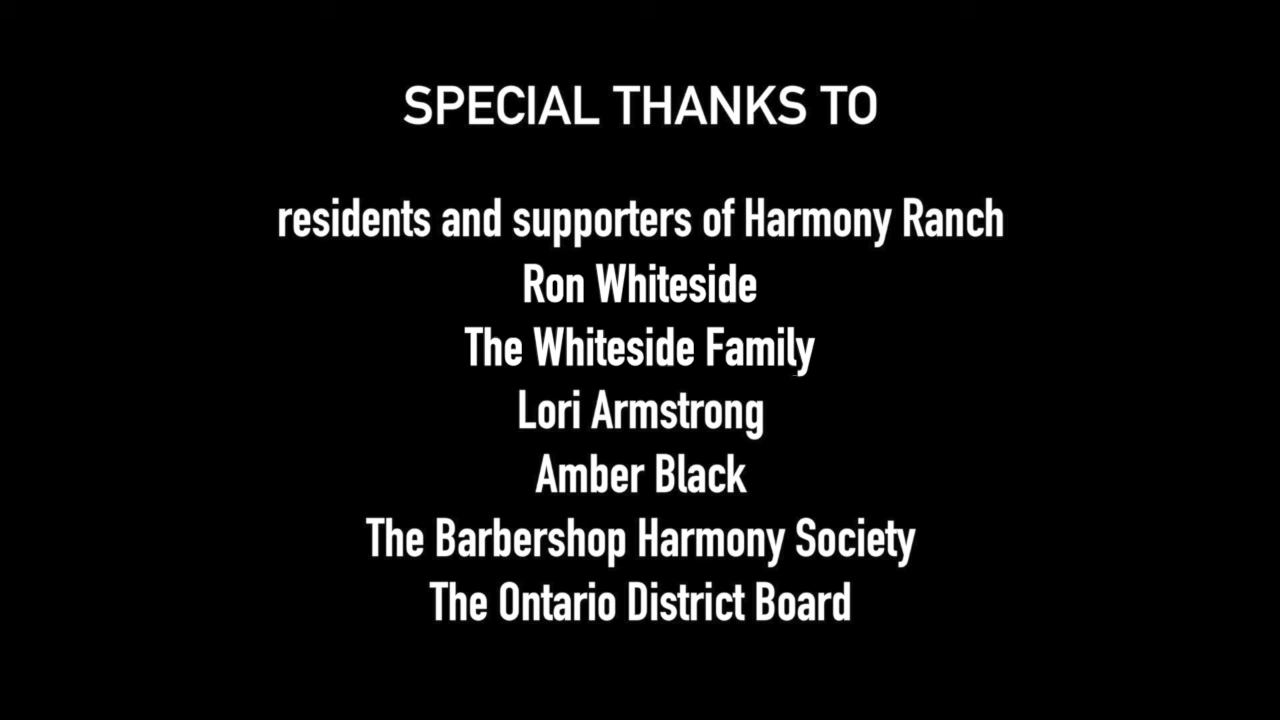 SPECIAL THANKS TO
residents and supporters of Harmony Ranch
Ron Whiteside
The Whiteside Family
Lori Armstrong
Amber Black
The Barbershop Harmony Society
The Ontario District Board